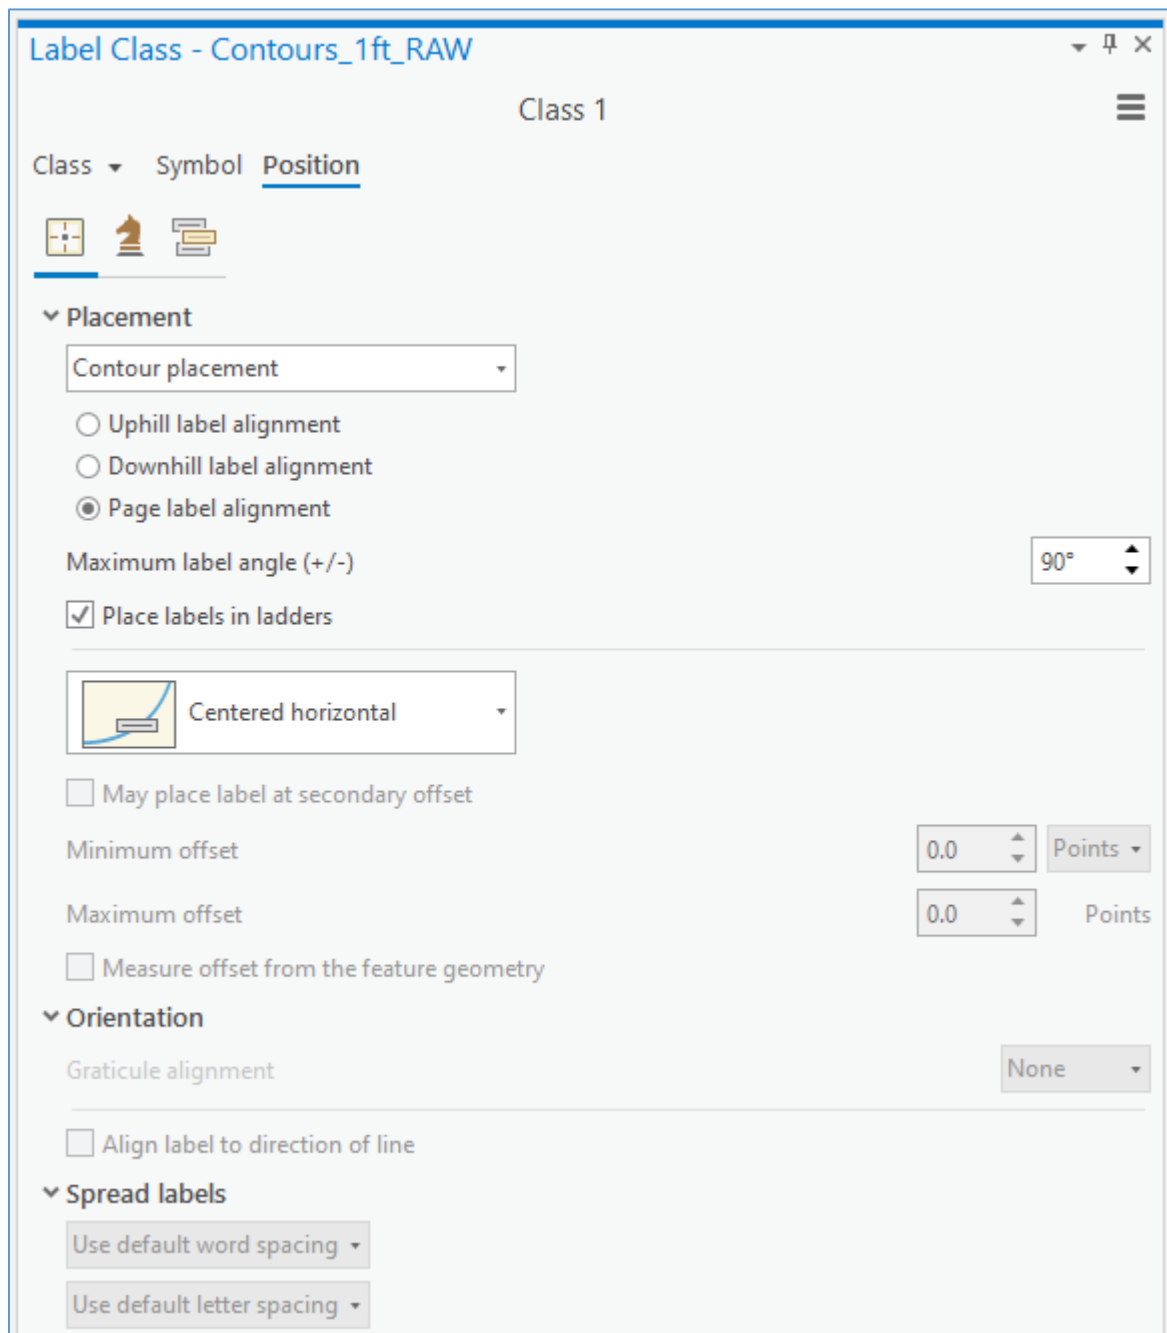 Label Class - Contours_1ft_RAW
Class 1
Class Symbol Position
Placement
Contour placement
Uphill label alignment
Downhill label alignment
Page label alignment
Maximum label angle (+/-) 90°
Place labels in ladders
Centered horizontal
May place label at secondary offset
Minimum offset 0.0 Points
Maximum offset 0.0 Points
Measure offset from the feature geometry
Orientation
Graticule alignment None
Align label to direction of line
Spread labels
Use default word spacing
Use default letter spacing